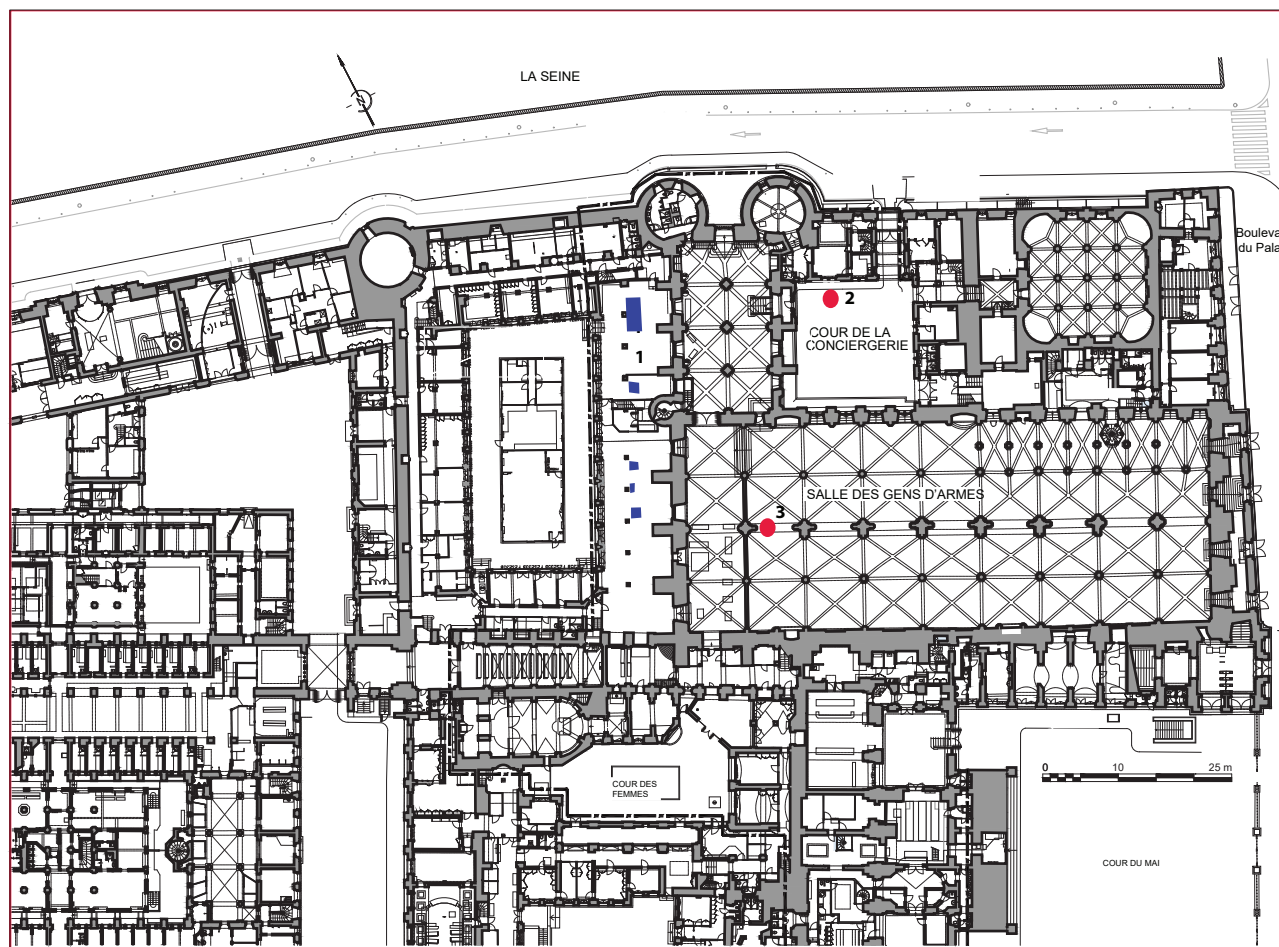 LA SEINE
N
Bouleva
du Pala
2
COUR DE LA
CONCIERGERIE
1
SALLE DES GENS D'ARMES
3
0 10 25 m
COUR DES
FEMMES
COUR DU MAI